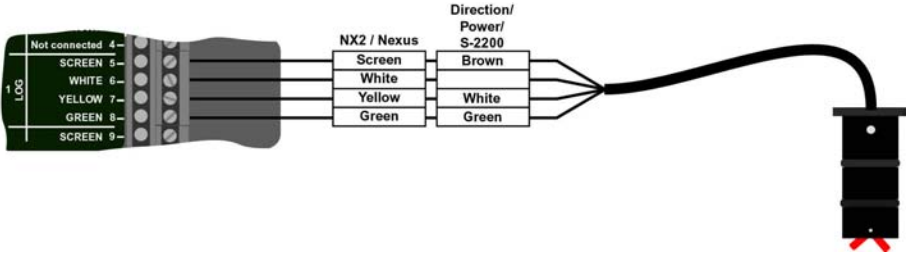 Direction/
Power/
S-2200
NX2 / Nexus
Not connected 4
SCREEN 5
WHITE 6
YELLOW 7
GREEN 8
SCREEN 9
1
LOG
Screen Brown
White
Yellow White
Green Green